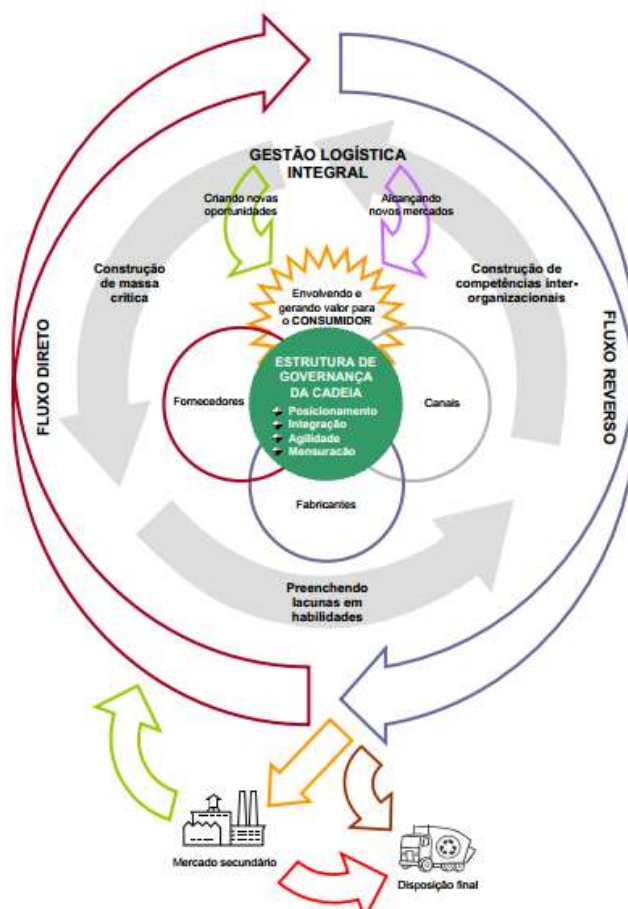 GESTÃO LOGÍSTICA
INTEGRAL
Criando novas
oportunidades
Alcançando
novos mercados
Construção
de massa
crítica
Construção de
competências inter-
organizacionais
Envolvendo e
gerando valor para
o CONSUMIDOR
FLUXO DIRETO
FLUXO REVERSO
ESTRUTURA DE
GOVERNANÇA
DA CADEIA
Posicionamento
Integração
Agilidade
Mensuracão
Fornecedores
Canais
Fabricantes
Preenchendo
lacunas em
habilidades
Mercado secundário
Disposição final